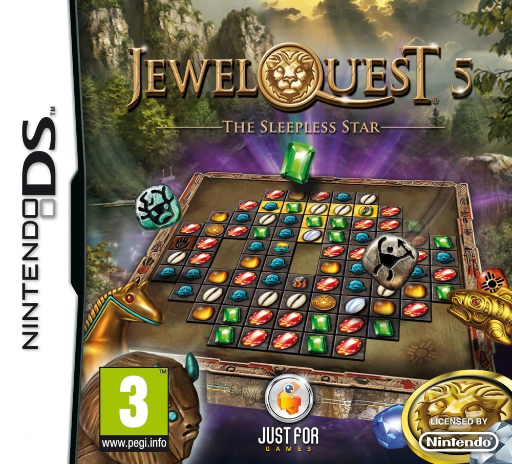 JEWEL QUEST 5
THE SLEEPLESS STAR
NINTENDO DS™
3
www.pegi.info
JUST FOR
GAMES
LICENSED BY
Nintendo